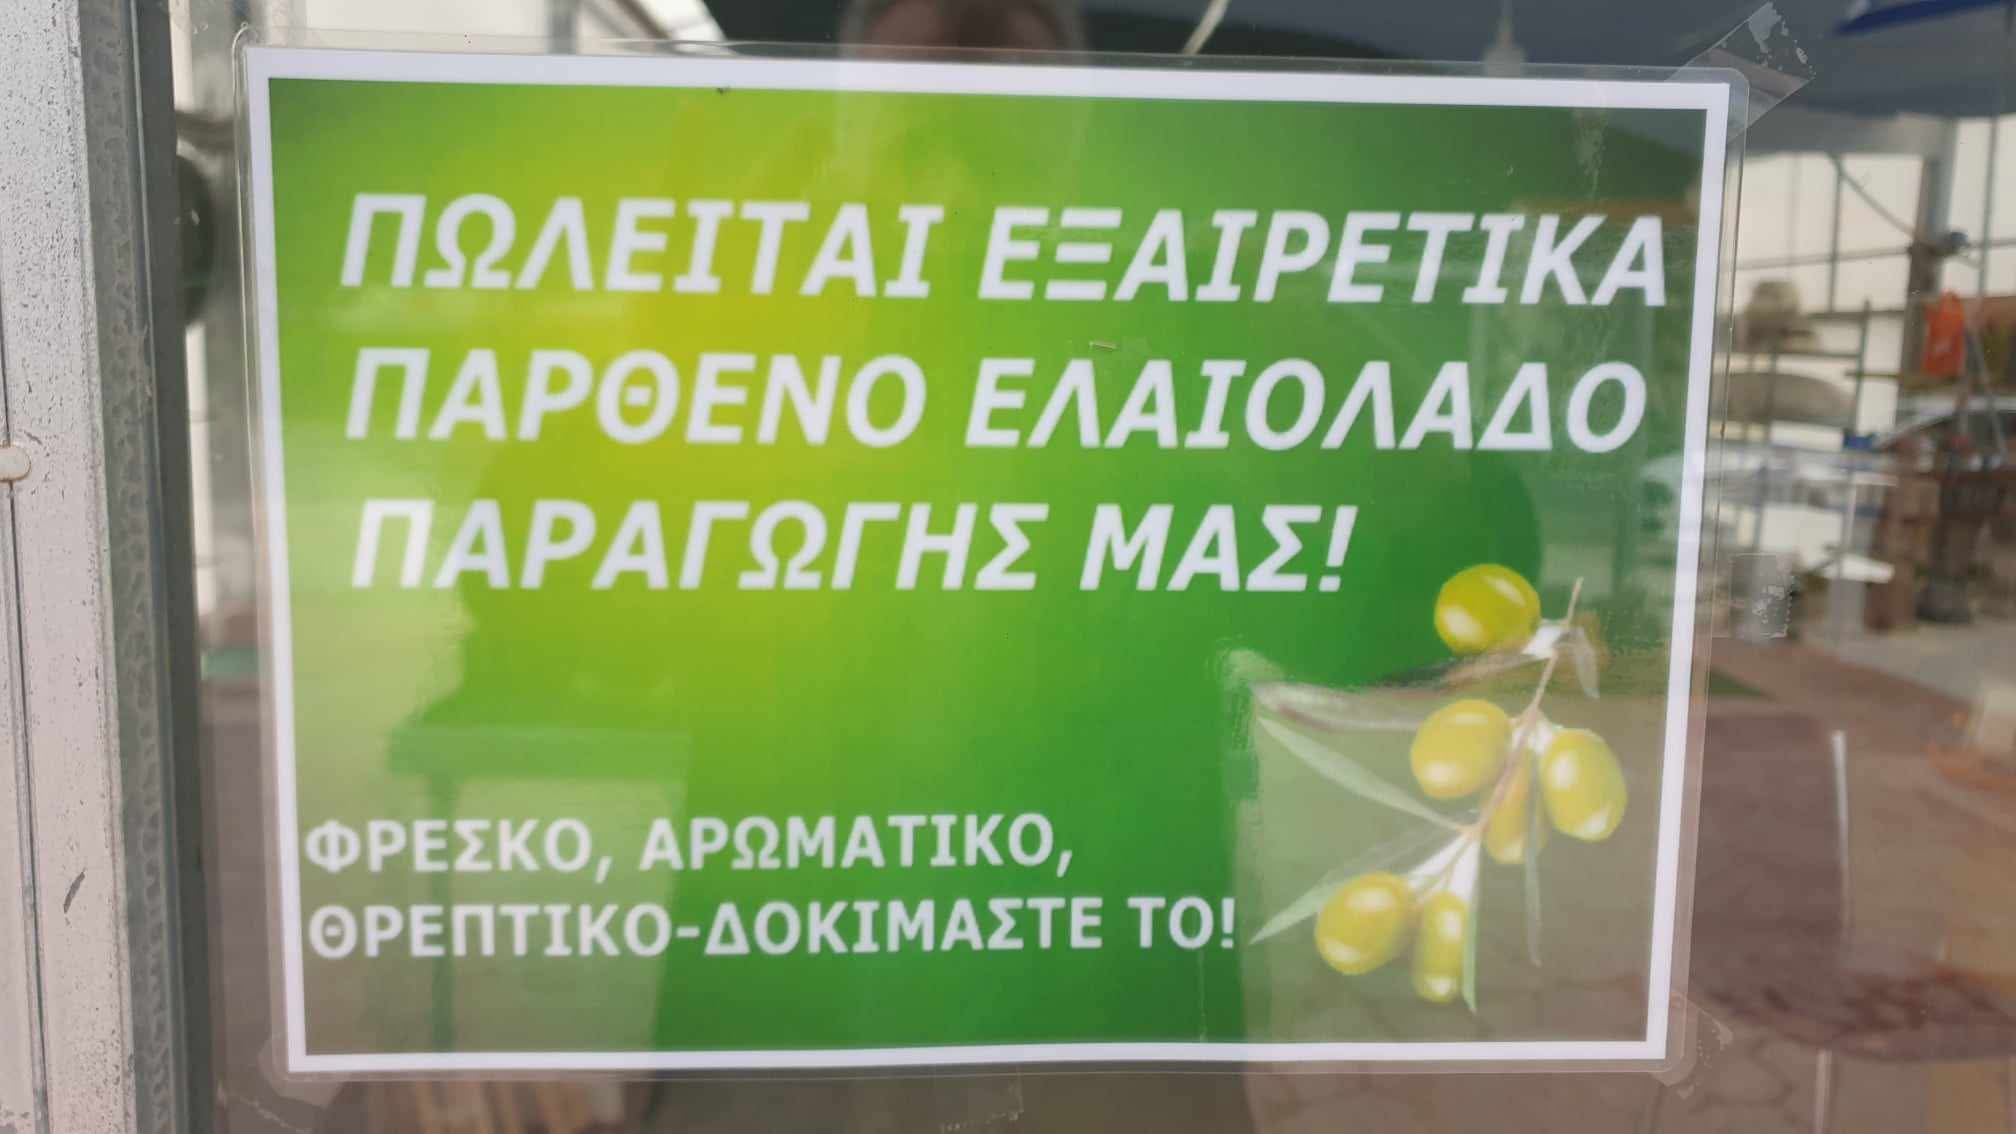 ΠΩΛΕΙΤΑΙ ΕΞΑΙΡΕΤΙΚΑ
ΠΑΡΘΕΝΟ ΕΛΑΙΟΛΑΔΟ
ΠΑΡΑΓΩΓΗΣ ΜΑΣ!
ΦΡΕΣΚΟ, ΑΡΩΜΑΤΙΚΟ,
ΘΡΕΠΤΙΚΟ-ΔΟΚΙΜΑΣΤΕ ΤΟ!